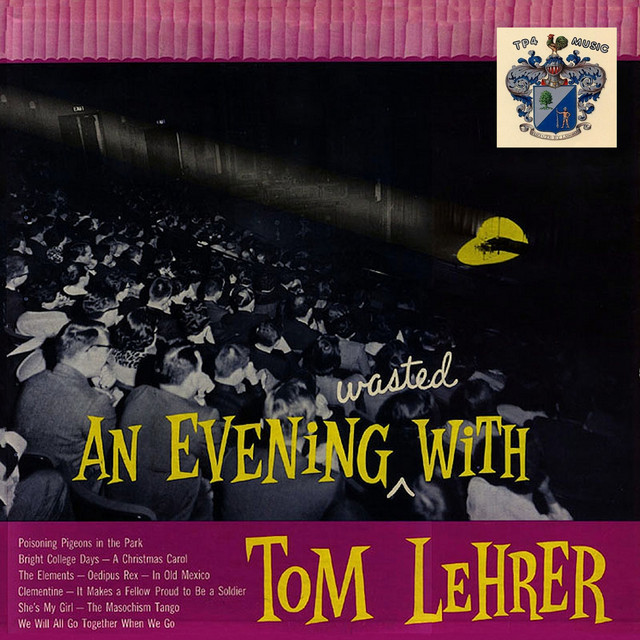 TP4 MUSIC
wasted
AN EVENiNG ‸ WiTH
TOM LEHRER
Poisoning Pigeons in the Park
Bright College Days — A Christmas Carol
The Elements — Oedipus Rex — In Old Mexico
Clementine — It Makes a Fellow Proud to Be a Soldier
She's My Girl — The Masochism Tango
We Will All Go Together When We Go